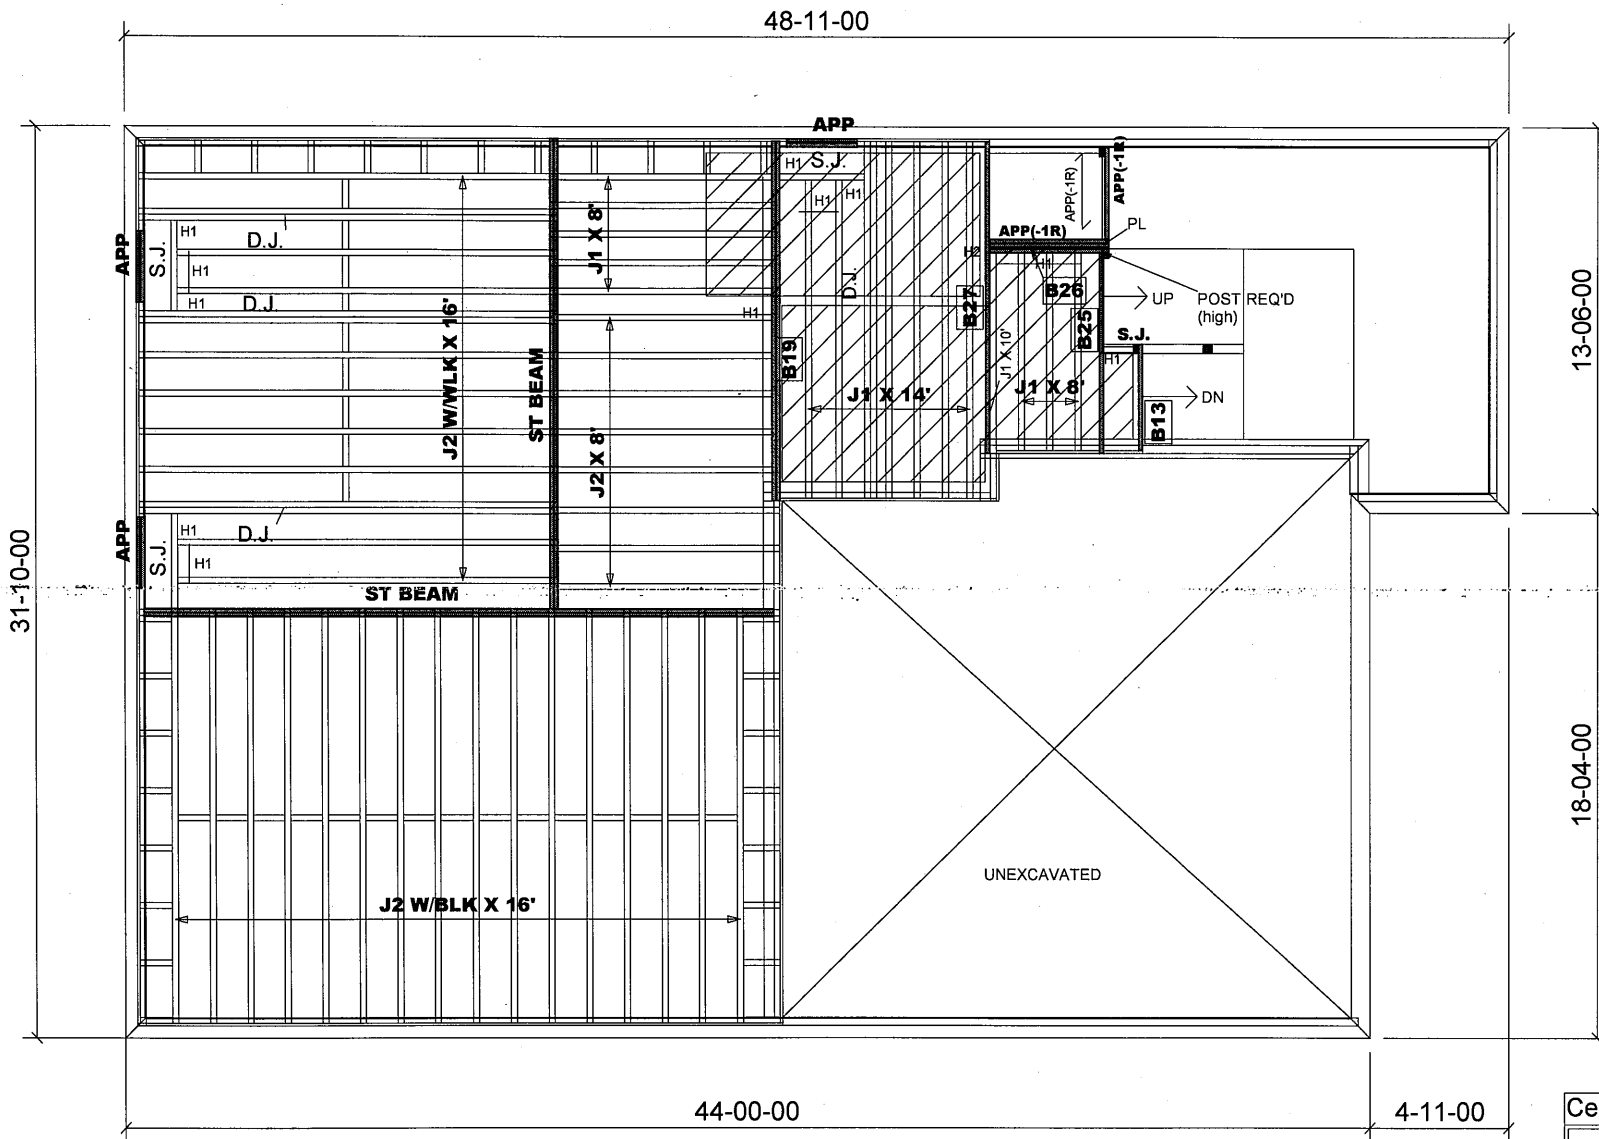 48-11-00
APP
H1 S.J.
H1
H1
APP(-1R)
APP(-1R)
APP(-1R)
PL
APP
S.J.
H1
D.J.
H1
H1
D.J.
J2 W/WLK X 16'
ST BEAM
J1 X 8'
J2 X 8'
H1
B19
D.J.
H2
B27
H1
B26
B25
UP
POST REQ'D
(high)
S.J.
H1
DN
B13
J1 X 10'
J1 X 14'
J1 X 8'
13-06-00
31-10-00
APP
S.J.
H1
D.J.
H1
ST BEAM
18-04-00
UNEXCAVATED
J2 W/BLK X 16'
44-00-00
4-11-00
Ce